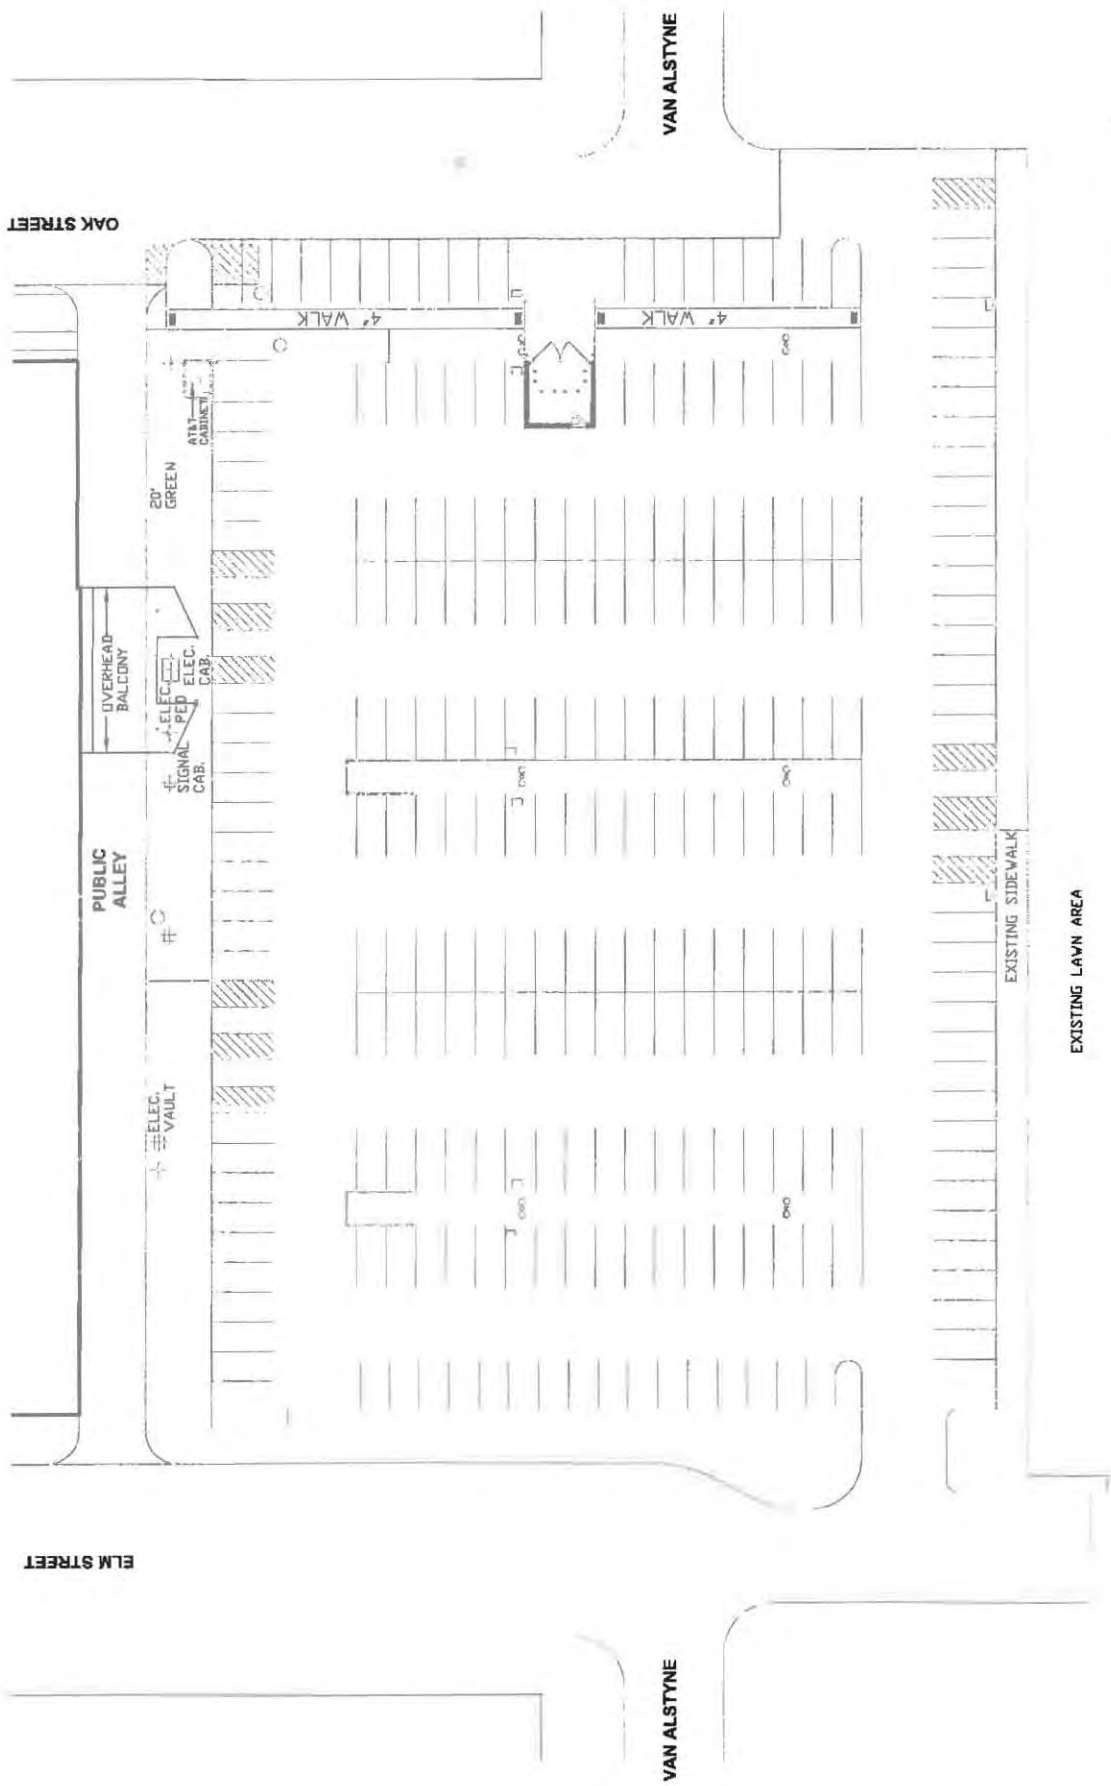 VAN ALSTYNE
OAK STREET
4" WALK
4" WALK
AT&T
CABINET
20'
GREEN
OVERHEAD
BALCONY
ELEC.
PED
ELEC.
CAB.
SIGNAL
CAB.
PUBLIC
ALLEY
ELEC.
VAULT
EXISTING SIDEWALK
EXISTING LAWN AREA
ELM STREET
VAN ALSTYNE